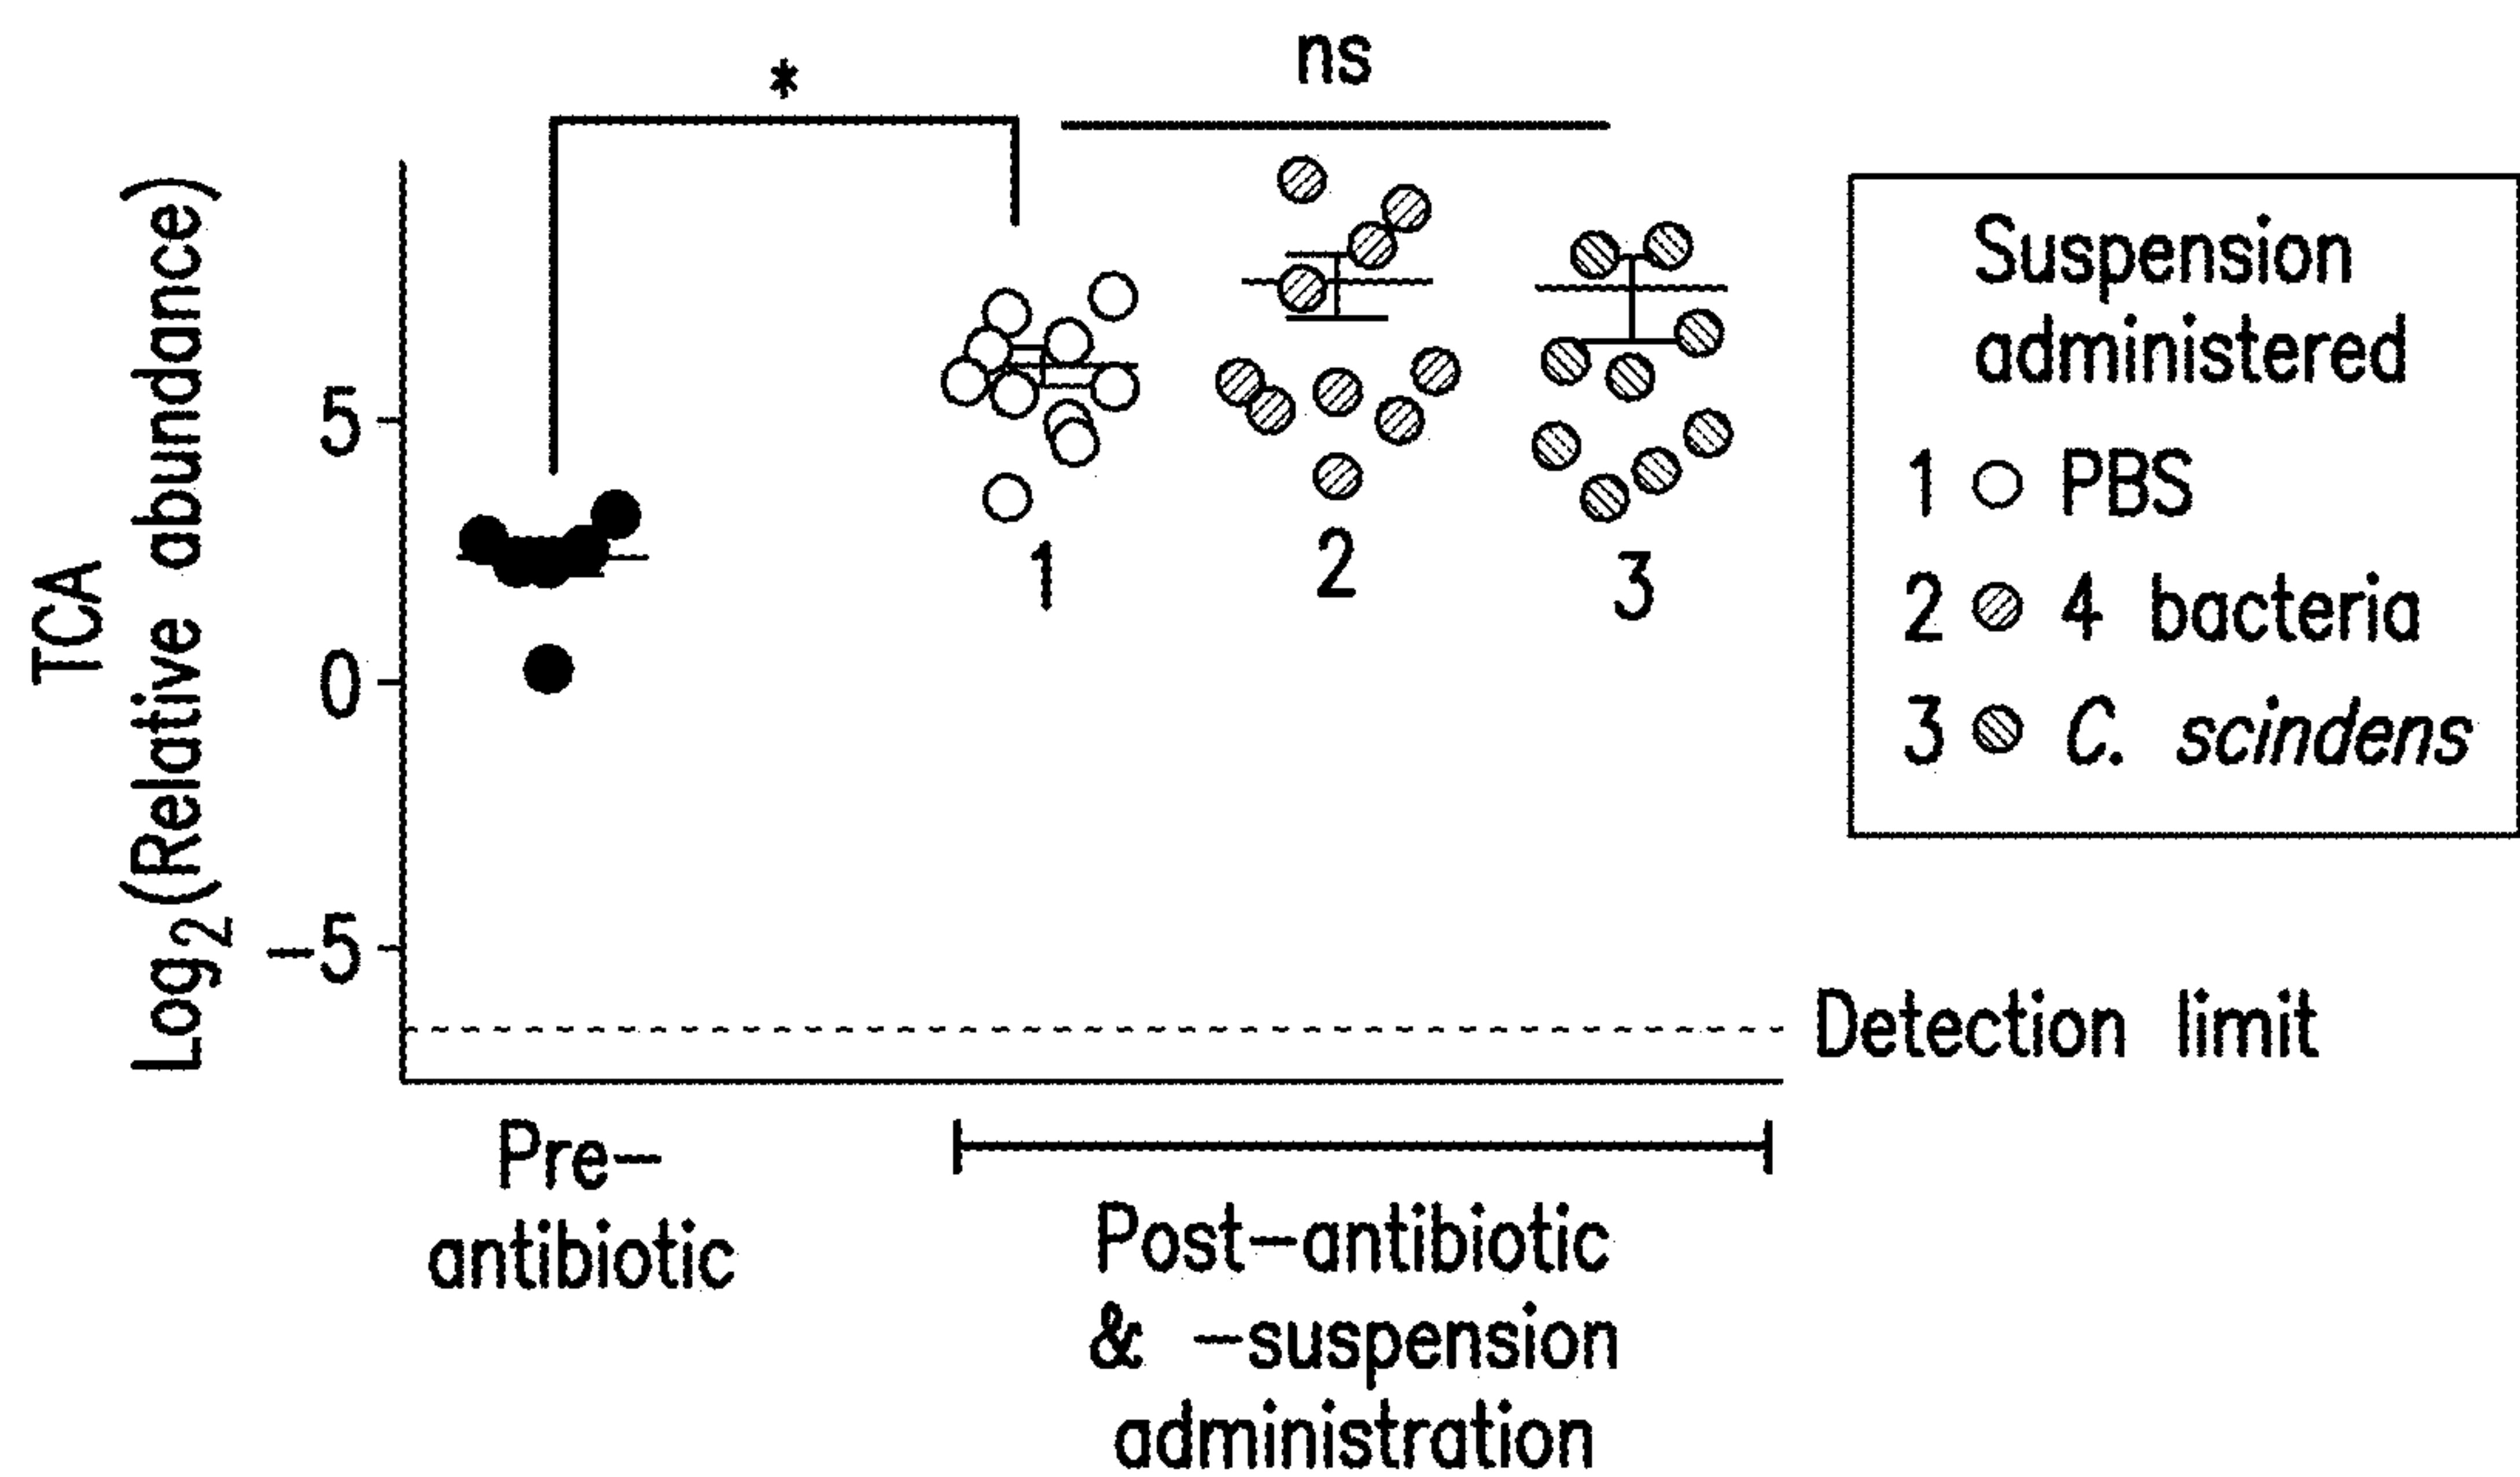 TCA
Log2(Relative abundance)
5
0
−5
*
ns
1
2
3
Suspension
administered
1 PBS
2 4 bacteria
3 C. scindens
Detection limit
Pre−
antibiotic
Post−antibiotic
& −suspension
administration